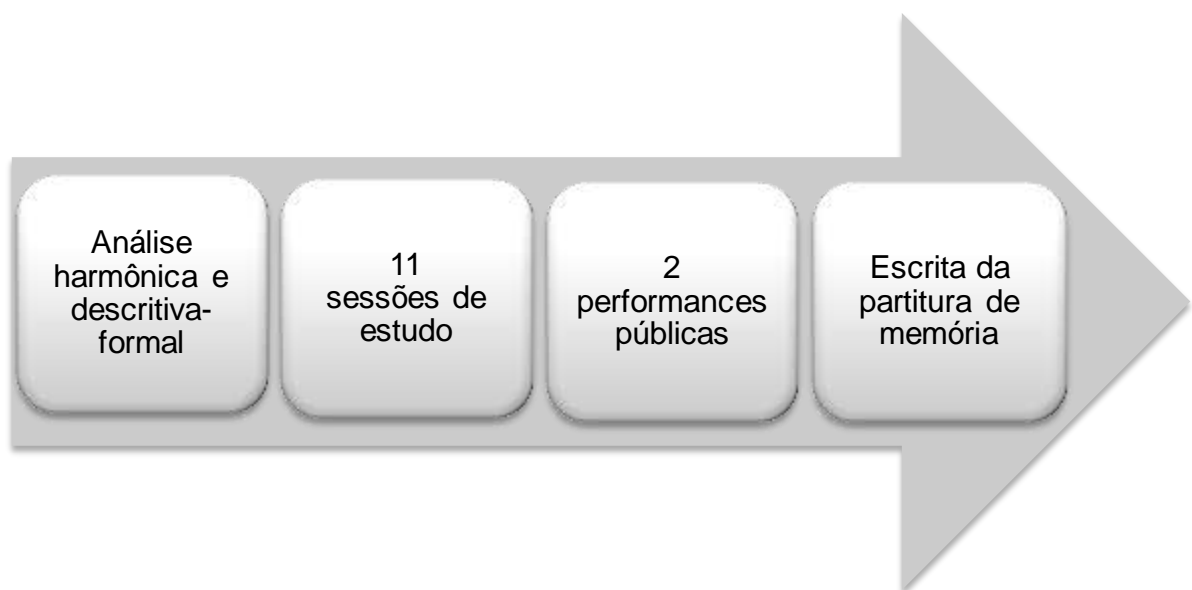 Análise
harmônica e
descritiva-
formal
11
sessões de
estudo
2
performances
públicas
Escrita da
partitura de
memória